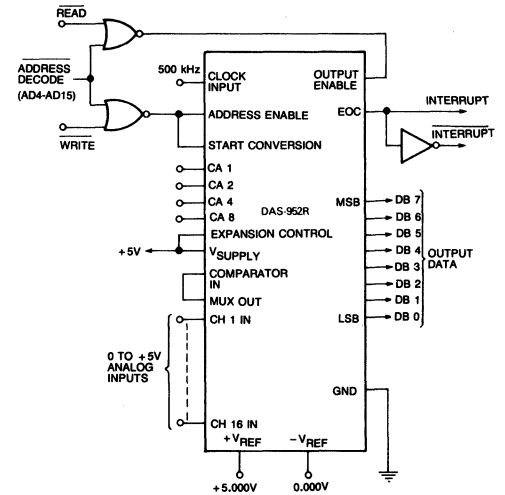 READ
ADDRESS
DECODE
(AD4-AD15)
WRITE
500 kHz
CLOCK
INPUT
OUTPUT
ENABLE
ADDRESS ENABLE
EOC
INTERRUPT
INTERRUPT
START CONVERSION
CA 1
CA 2
CA 4
CA 8
DAS-952R
EXPANSION CONTROL
+5V
VSUPPLY
COMPARATOR
IN
MUX OUT
CH 1 IN
0 TO +5V
ANALOG
INPUTS
CH 16 IN
MSB
DB 7
DB 6
DB 5
DB 4
DB 3
DB 2
DB 1
LSB
DB 0
OUTPUT
DATA
GND
+VREF
-VREF
+5.000V
0.000V